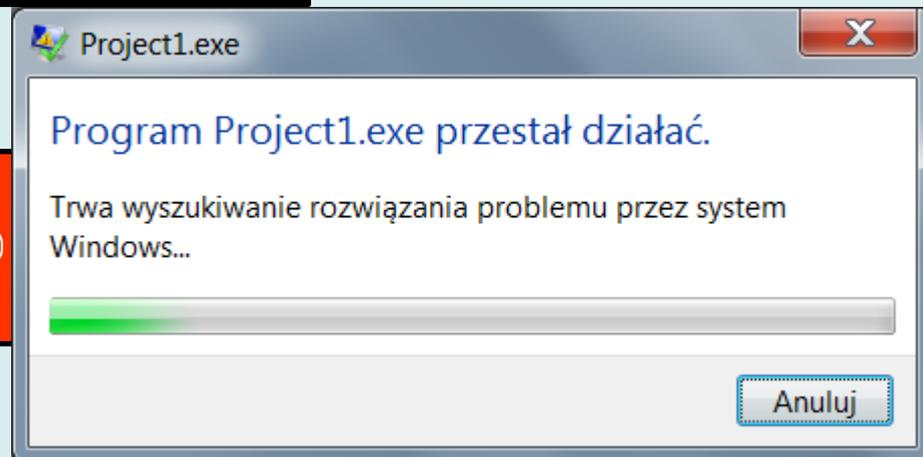 Project1.exe
Program Project1.exe przestał działać.
Trwa wyszukiwanie rozwiązania problemu przez system
Windows...
Anuluj